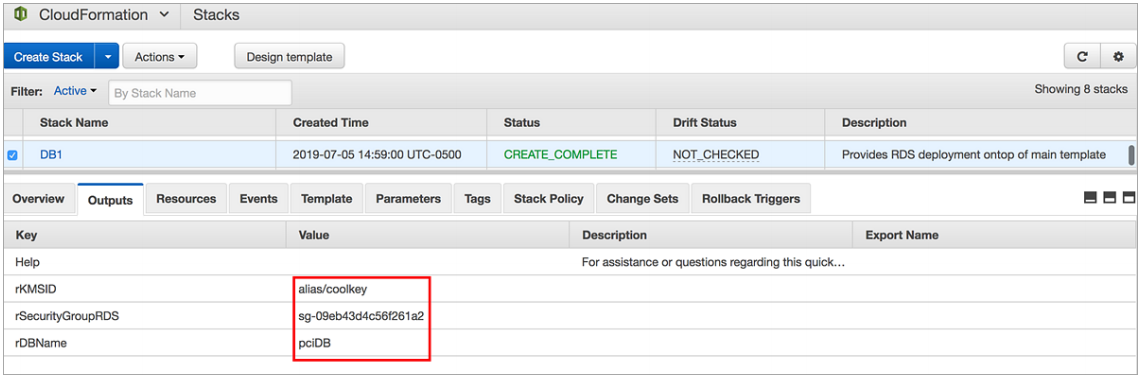 CloudFormation Stacks
Create Stack Actions Design template
Filter: Active By Stack Name Showing 8 stacks
Stack Name Created Time Status Drift Status Description
DB1 2019-07-05 14:59:00 UTC-0500 CREATE_COMPLETE NOT_CHECKED Provides RDS deployment ontop of main template
Overview Outputs Resources Events Template Parameters Tags Stack Policy Change Sets Rollback Triggers
Key Value Description Export Name
Help For assistance or questions regarding this quick…
rKMSID alias/coolkey
rSecurityGroupRDS sg-09eb43d4c56f261a2
rDBName pciDB